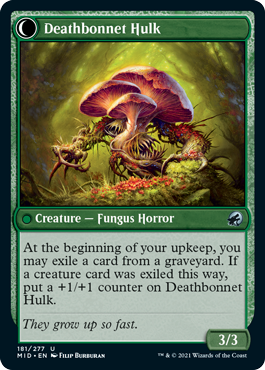 Deathbonnet Hulk
Creature — Fungus Horror
At the beginning of your upkeep, you
may exile a card from a graveyard. If
a creature card was exiled this way,
put a +1/+1 counter on Deathbonnet
Hulk.
They grow up so fast.
3/3
181/277 U
MID • EN Filip Burburan
™ & © 2021 Wizards of the Coast